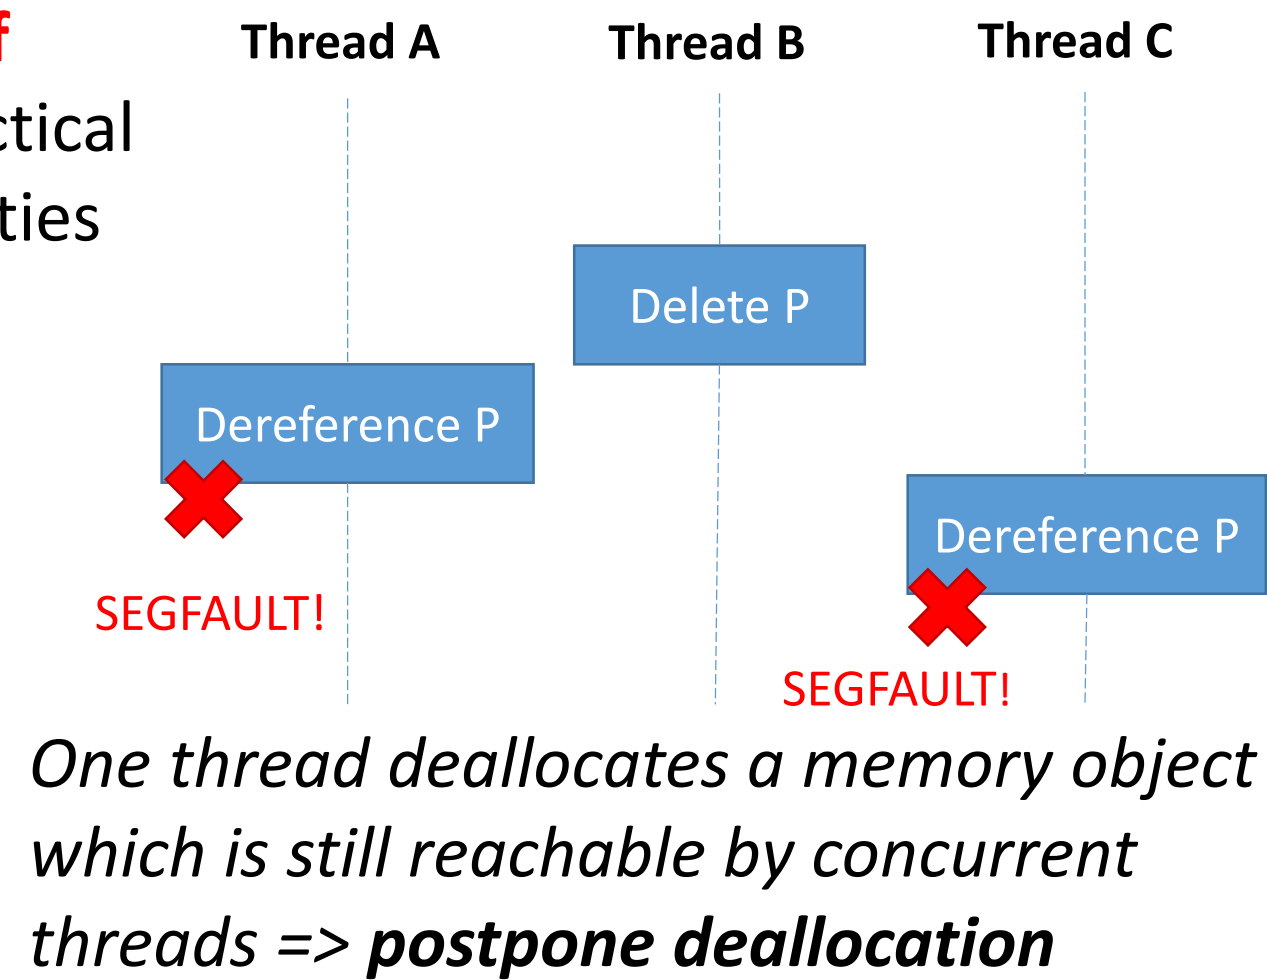 f
ctical
ties
Thread A
Thread B
Thread C
Delete P
Dereference P
Dereference P
SEGFAULT!
SEGFAULT!
One thread deallocates a memory object
which is still reachable by concurrent
threads => postpone deallocation